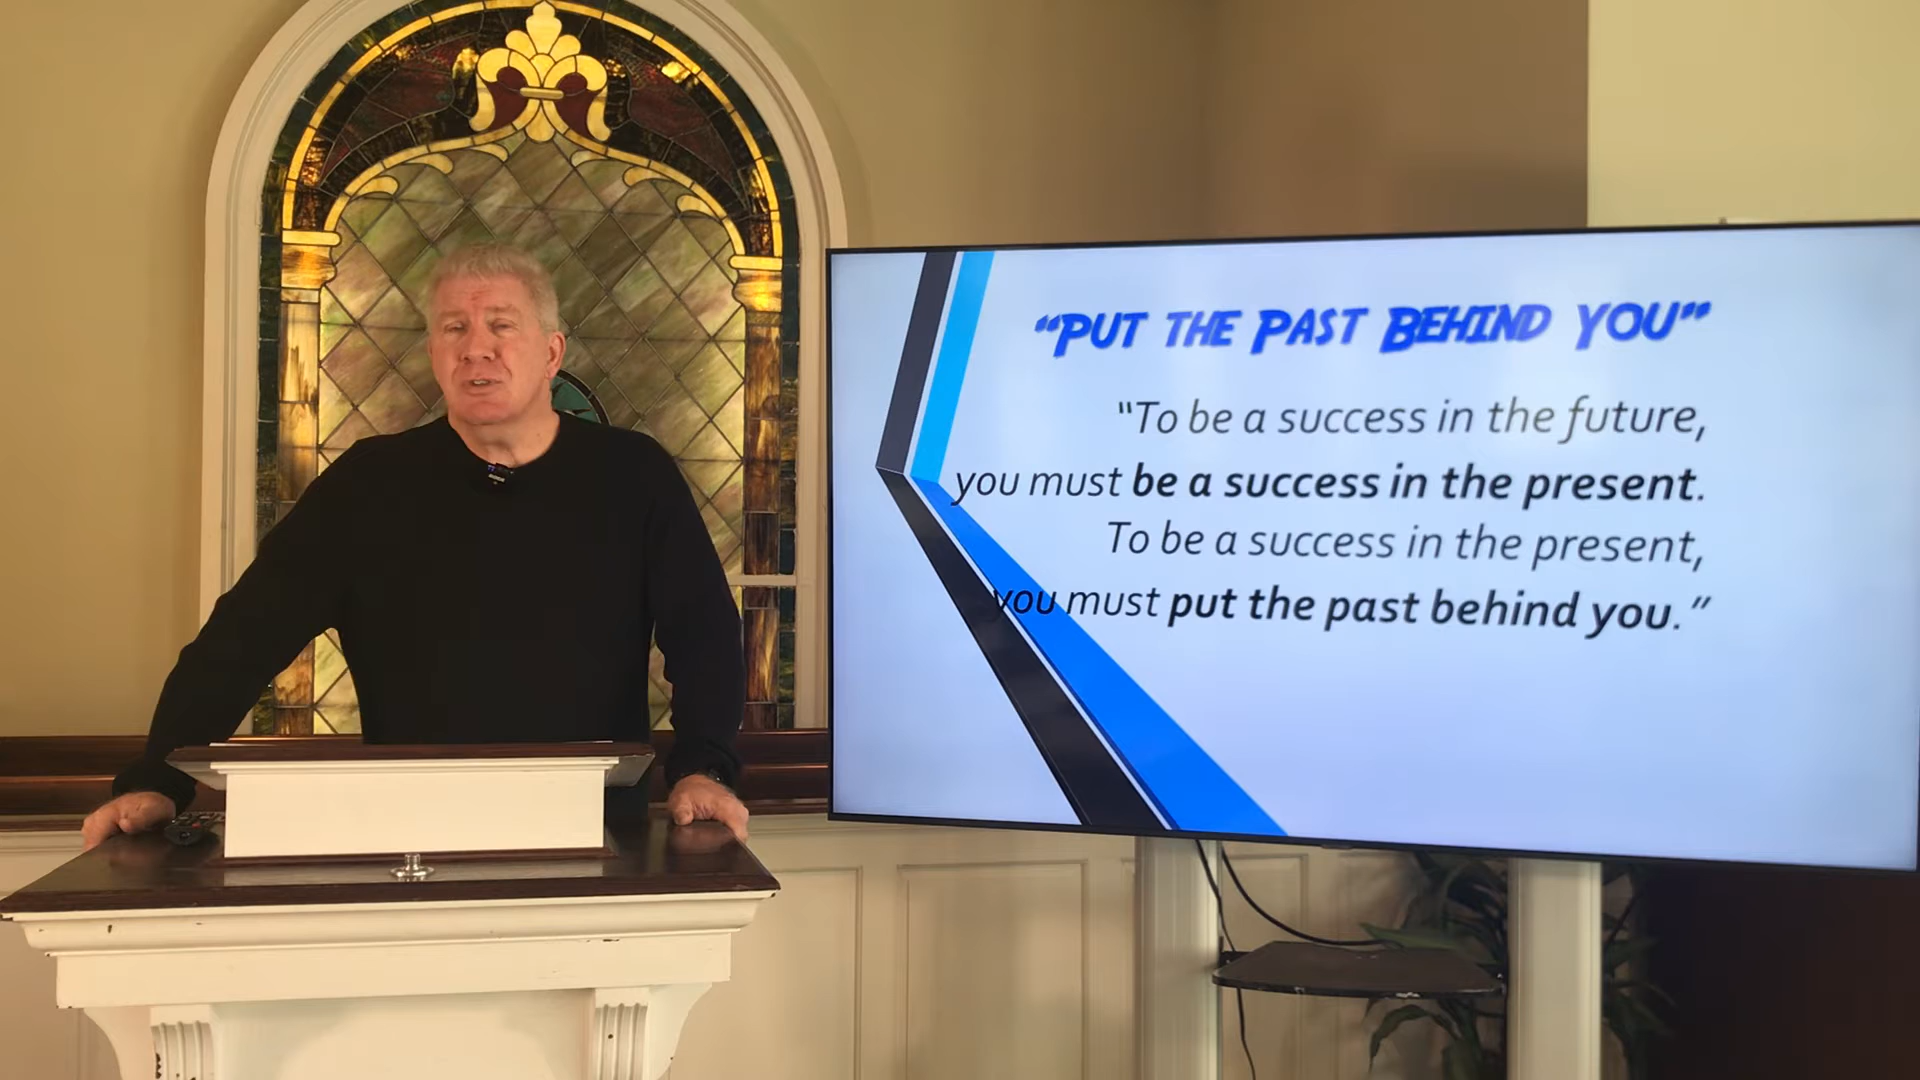 “PUT THE PAST BEHIND YOU”
"To be a success in the future,
you must be a success in the present.
To be a success in the present,
you must put the past behind you.”